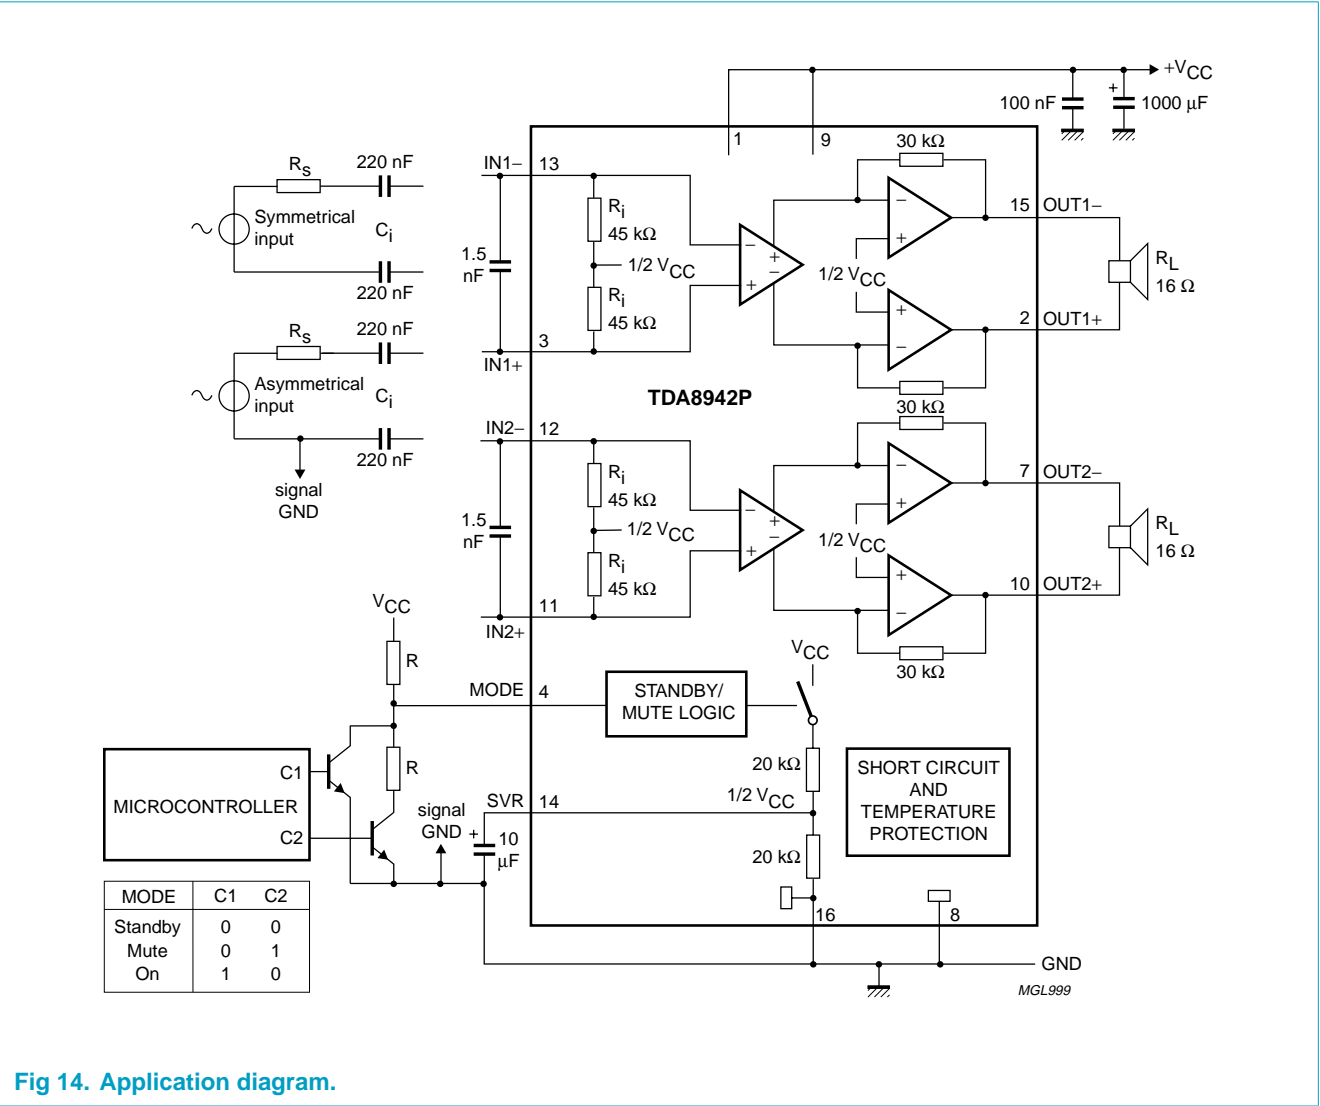 +VCC
100 nF
+
1000 μF
1
9
30 kΩ
RS
220 nF
IN1−
13
Symmetrical
input
Ci
Ri
45 kΩ
15
OUT1−
1.5
nF
1/2 VCC
−
+
−
+
−
+
1/2 VCC
RL
16 Ω
220 nF
Ri
45 kΩ
+
−
2
OUT1+
RS
220 nF
3
IN1+
Asymmetrical
input
Ci
TDA8942P
30 kΩ
30 kΩ
220 nF
IN2−
12
signal
GND
Ri
45 kΩ
−
+
7
OUT2−
1.5
nF
1/2 VCC
−
+
−
+
1/2 VCC
RL
16 Ω
Ri
45 kΩ
+
−
10
OUT2+
11
IN2+
VCC
R
VCC
30 kΩ
MODE
4
STANDBY/
MUTE LOGIC
R
C1
MICROCONTROLLER
C2
20 kΩ
SHORT CIRCUIT
AND
TEMPERATURE
PROTECTION
SVR
14
1/2 VCC
signal
GND
+
10
μF
20 kΩ
MODE C1 C2
Standby 0 0
Mute 0 1
On 1 0
16
8
GND
MGL999
Fig 14. Application diagram.